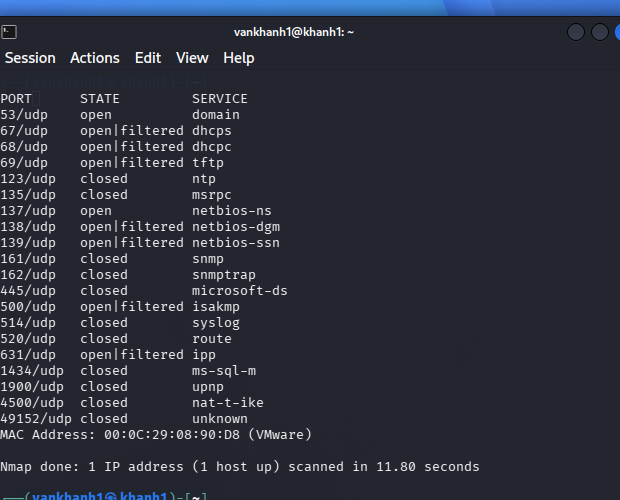 vankhanh1@khanh1: ~
Session Actions Edit View Help
PORT STATE SERVICE
53/udp open domain
67/udp open|filtered dhcps
68/udp open|filtered dhcpc
69/udp open|filtered tftp
123/udp closed ntp
135/udp closed msrpc
137/udp open netbios-ns
138/udp open|filtered netbios-dgm
139/udp open|filtered netbios-ssn
161/udp closed snmp
162/udp closed snmptrap
445/udp closed microsoft-ds
500/udp open|filtered isakmp
514/udp closed syslog
520/udp closed route
631/udp open|filtered ipp
1434/udp closed ms-sql-m
1900/udp closed upnp
4500/udp closed nat-t-ike
49152/udp closed unknown
MAC Address: 00:0C:29:08:90:D8 (VMware)
Nmap done: 1 IP address (1 host up) scanned in 11.80 seconds
(vankhanh1㉿khanh1)-[~]